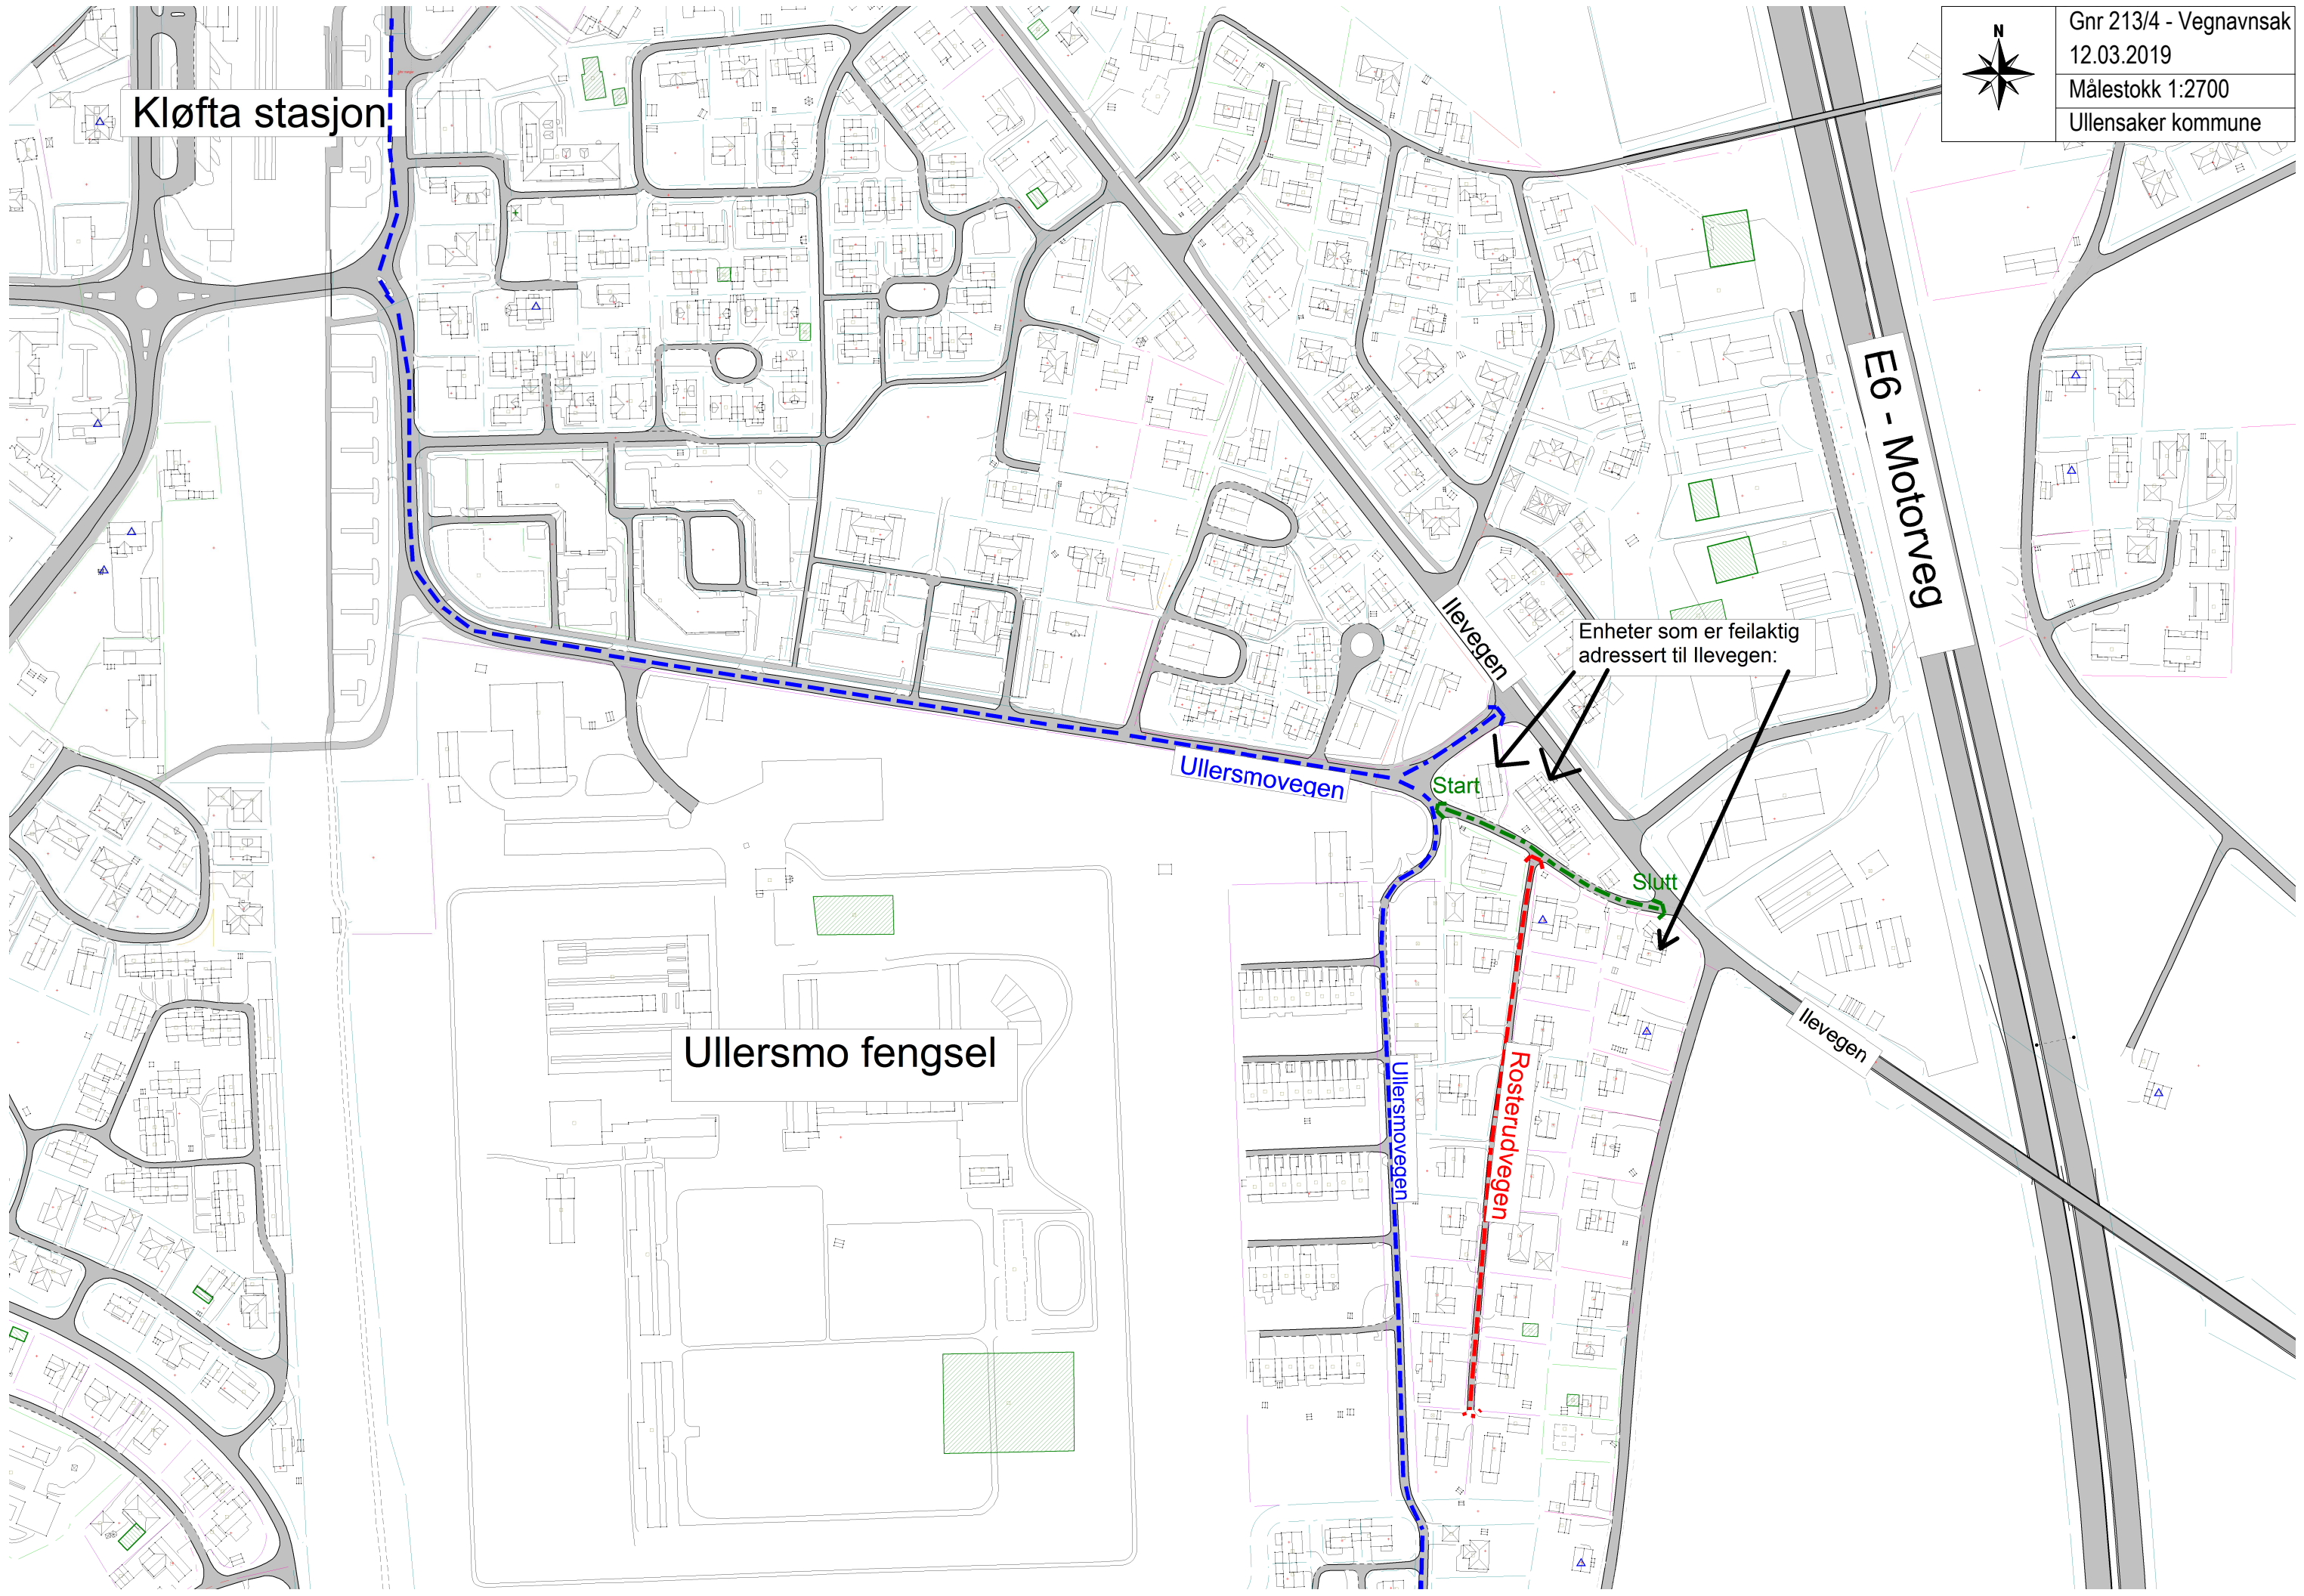 N
Gnr 213/4 - Vegnavnsak
12.03.2019
Målestokk 1:2700
Ullensaker kommune
Kløfta stasjon
E6 - Motorveg
Ilevegen
Enheter som er feilaktig
adressert til Ilevegen:
Ullersmovegen
Start
Slutt
Ilevegen
Ullersmo fengsel
Ullersmovegen
Rosterudvegen